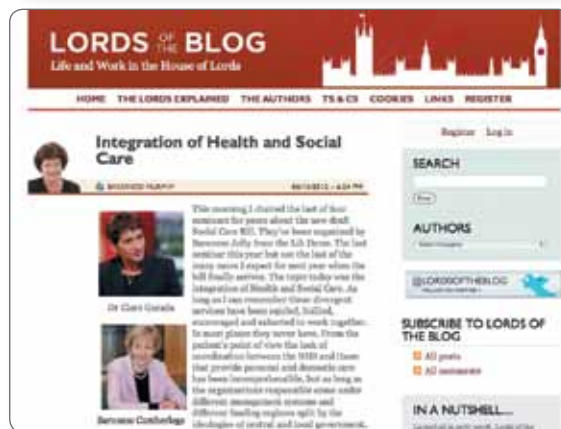 LORDS OF THE BLOG
Life and Work in the House of Lords
HOME THE LORDS EXPLAINED THE AUTHORS TS & CS COOKIES LINKS REGISTER
Register Log in
Integration of Health and Social
Care
BARONESS MURPHY
This morning I chaired the last of four
seminars for peers about the new draft
Social Care Bill. They've been organised by
Baroness Jolly from the Lib Dems. The last
seminar this year but not the last of the
many more I expect for next year when the
bill finally arrives. The topic today was the
integration of Health and Social Care. As
long as I can remember these divergent
services have been cajoled, bullied,
encouraged and exhorted to work together.
In most places they never have. From the
patient's point of view the lack of
coordination between the NHS and those
that provide personal and domestic care
has been incomprehensible, but as long as
the organisations responsible come under
different management systems and
different funding regimes split by the
ideologies of central and local government,
Dr Clare Gerada
Baroness Cumberlege
SEARCH
AUTHORS
@LORDSOFTHEBLOG
SUBSCRIBE TO LORDS OF
THE BLOG
All posts
All comments
IN A NUTSHELL...